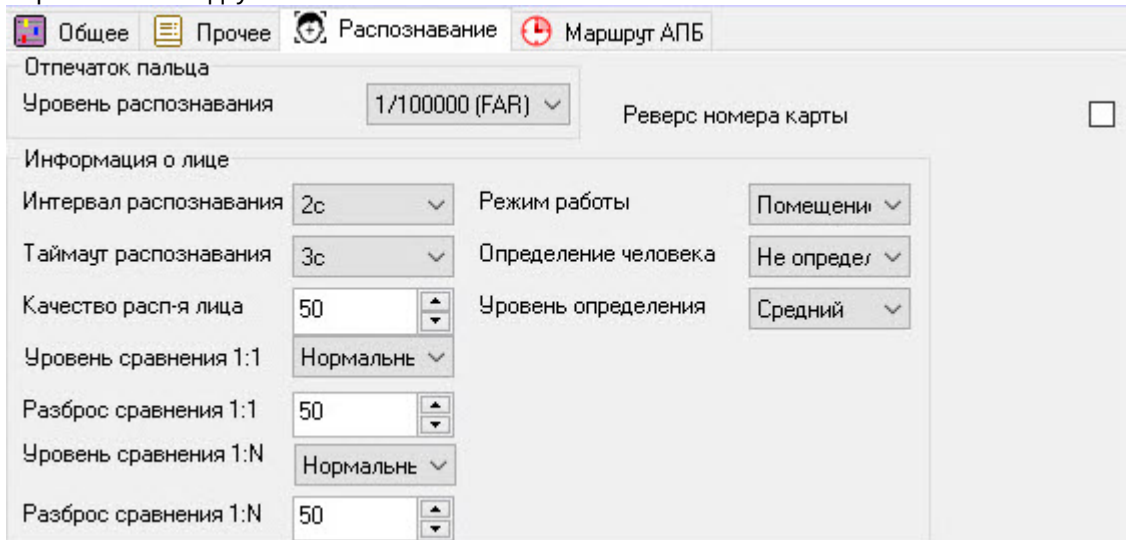 Общее Прочее Распознавание Маршрут АПБ
Отпечаток пальца
Уровень распознавания 1/100000 (FAR) Реверс номера карты
Информация о лице
Интервал распознавания 2с Режим работы Помещени
Таймаут распознавания 3с Определение человека Не определ
Качество расп-я лица 50 Уровень определения Средний
Уровень сравнения 1:1 Нормальны
Разброс сравнения 1:1 50
Уровень сравнения 1:N Нормальны
Разброс сравнения 1:N 50